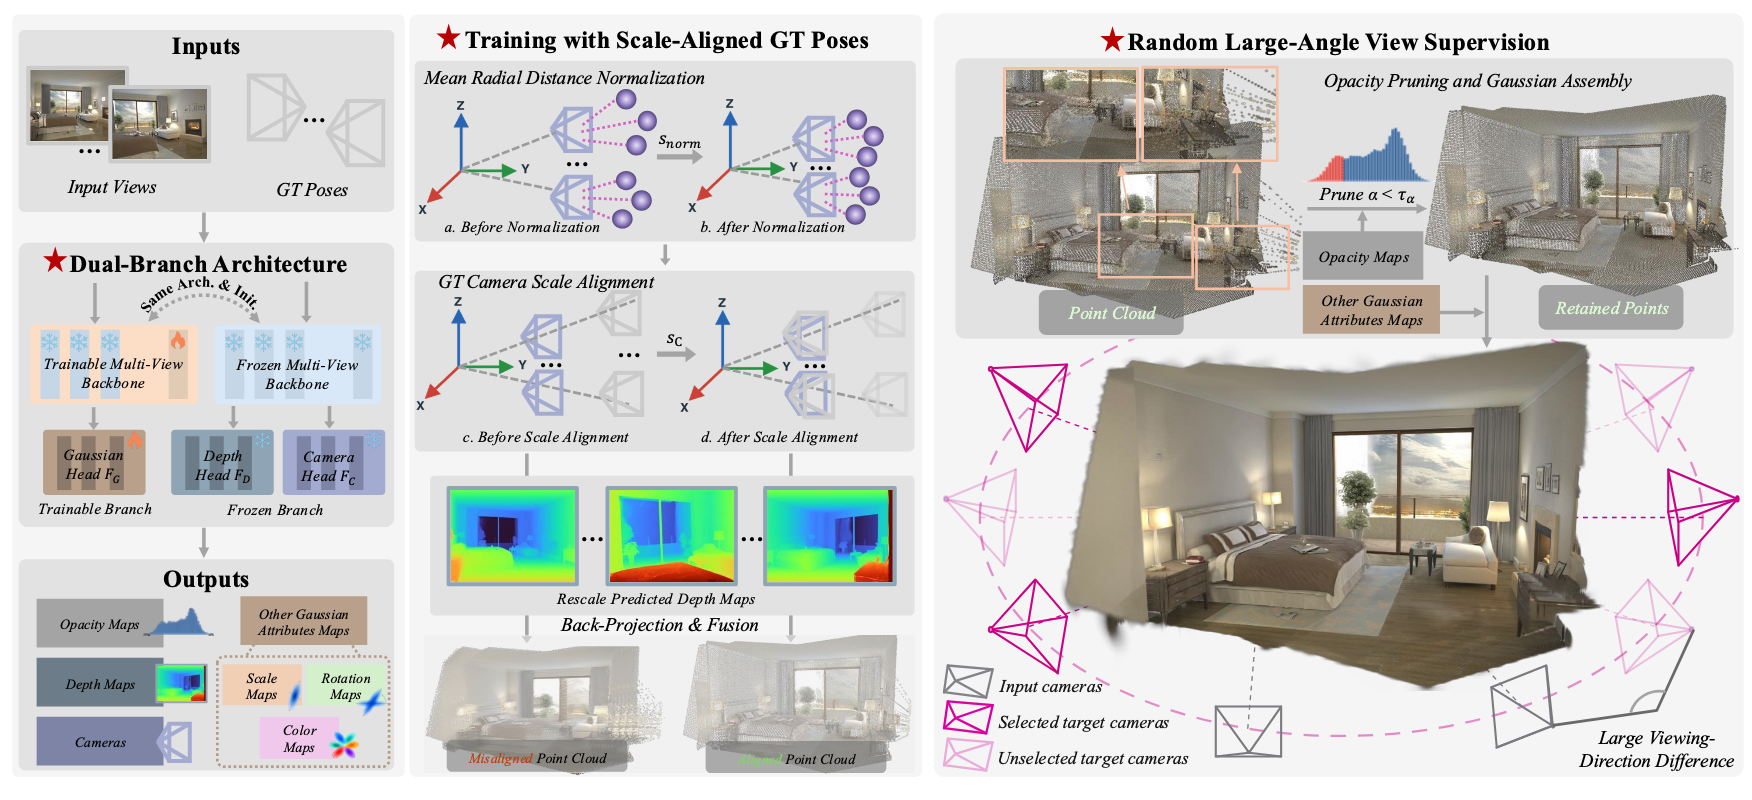 Inputs
...
Input Views
...
GT Poses
Dual-Branch Architecture
Same Arch. & Init.
Trainable Multi-View
Backbone
Frozen Multi-View
Backbone
Gaussian
Head F_G
Depth
Head F_D
Camera
Head F_C
Trainable Branch
Frozen Branch
Outputs
Opacity Maps
Other Gaussian
Attributes Maps
Depth Maps
Scale
Maps
Rotation
Maps
Cameras
Color
Maps
Training with Scale-Aligned GT Poses
Mean Radial Distance Normalization
Z
Y
X
...
s_norm
Z
Y
X
...
a. Before Normalization
b. After Normalization
GT Camera Scale Alignment
Z
Y
X
...
...
s_C
Z
Y
X
...
c. Before Scale Alignment
d. After Scale Alignment
...
...
Rescale Predicted Depth Maps
Back-Projection & Fusion
Misaligned Point Cloud
Aligned Point Cloud
Random Large-Angle View Supervision
Opacity Pruning and Gaussian Assembly
Prune α < τ_α
Opacity Maps
Other Gaussian
Attributes Maps
Point Cloud
Retained Points
Input cameras
Selected target cameras
Unselected target cameras
Large Viewing-
Direction Difference